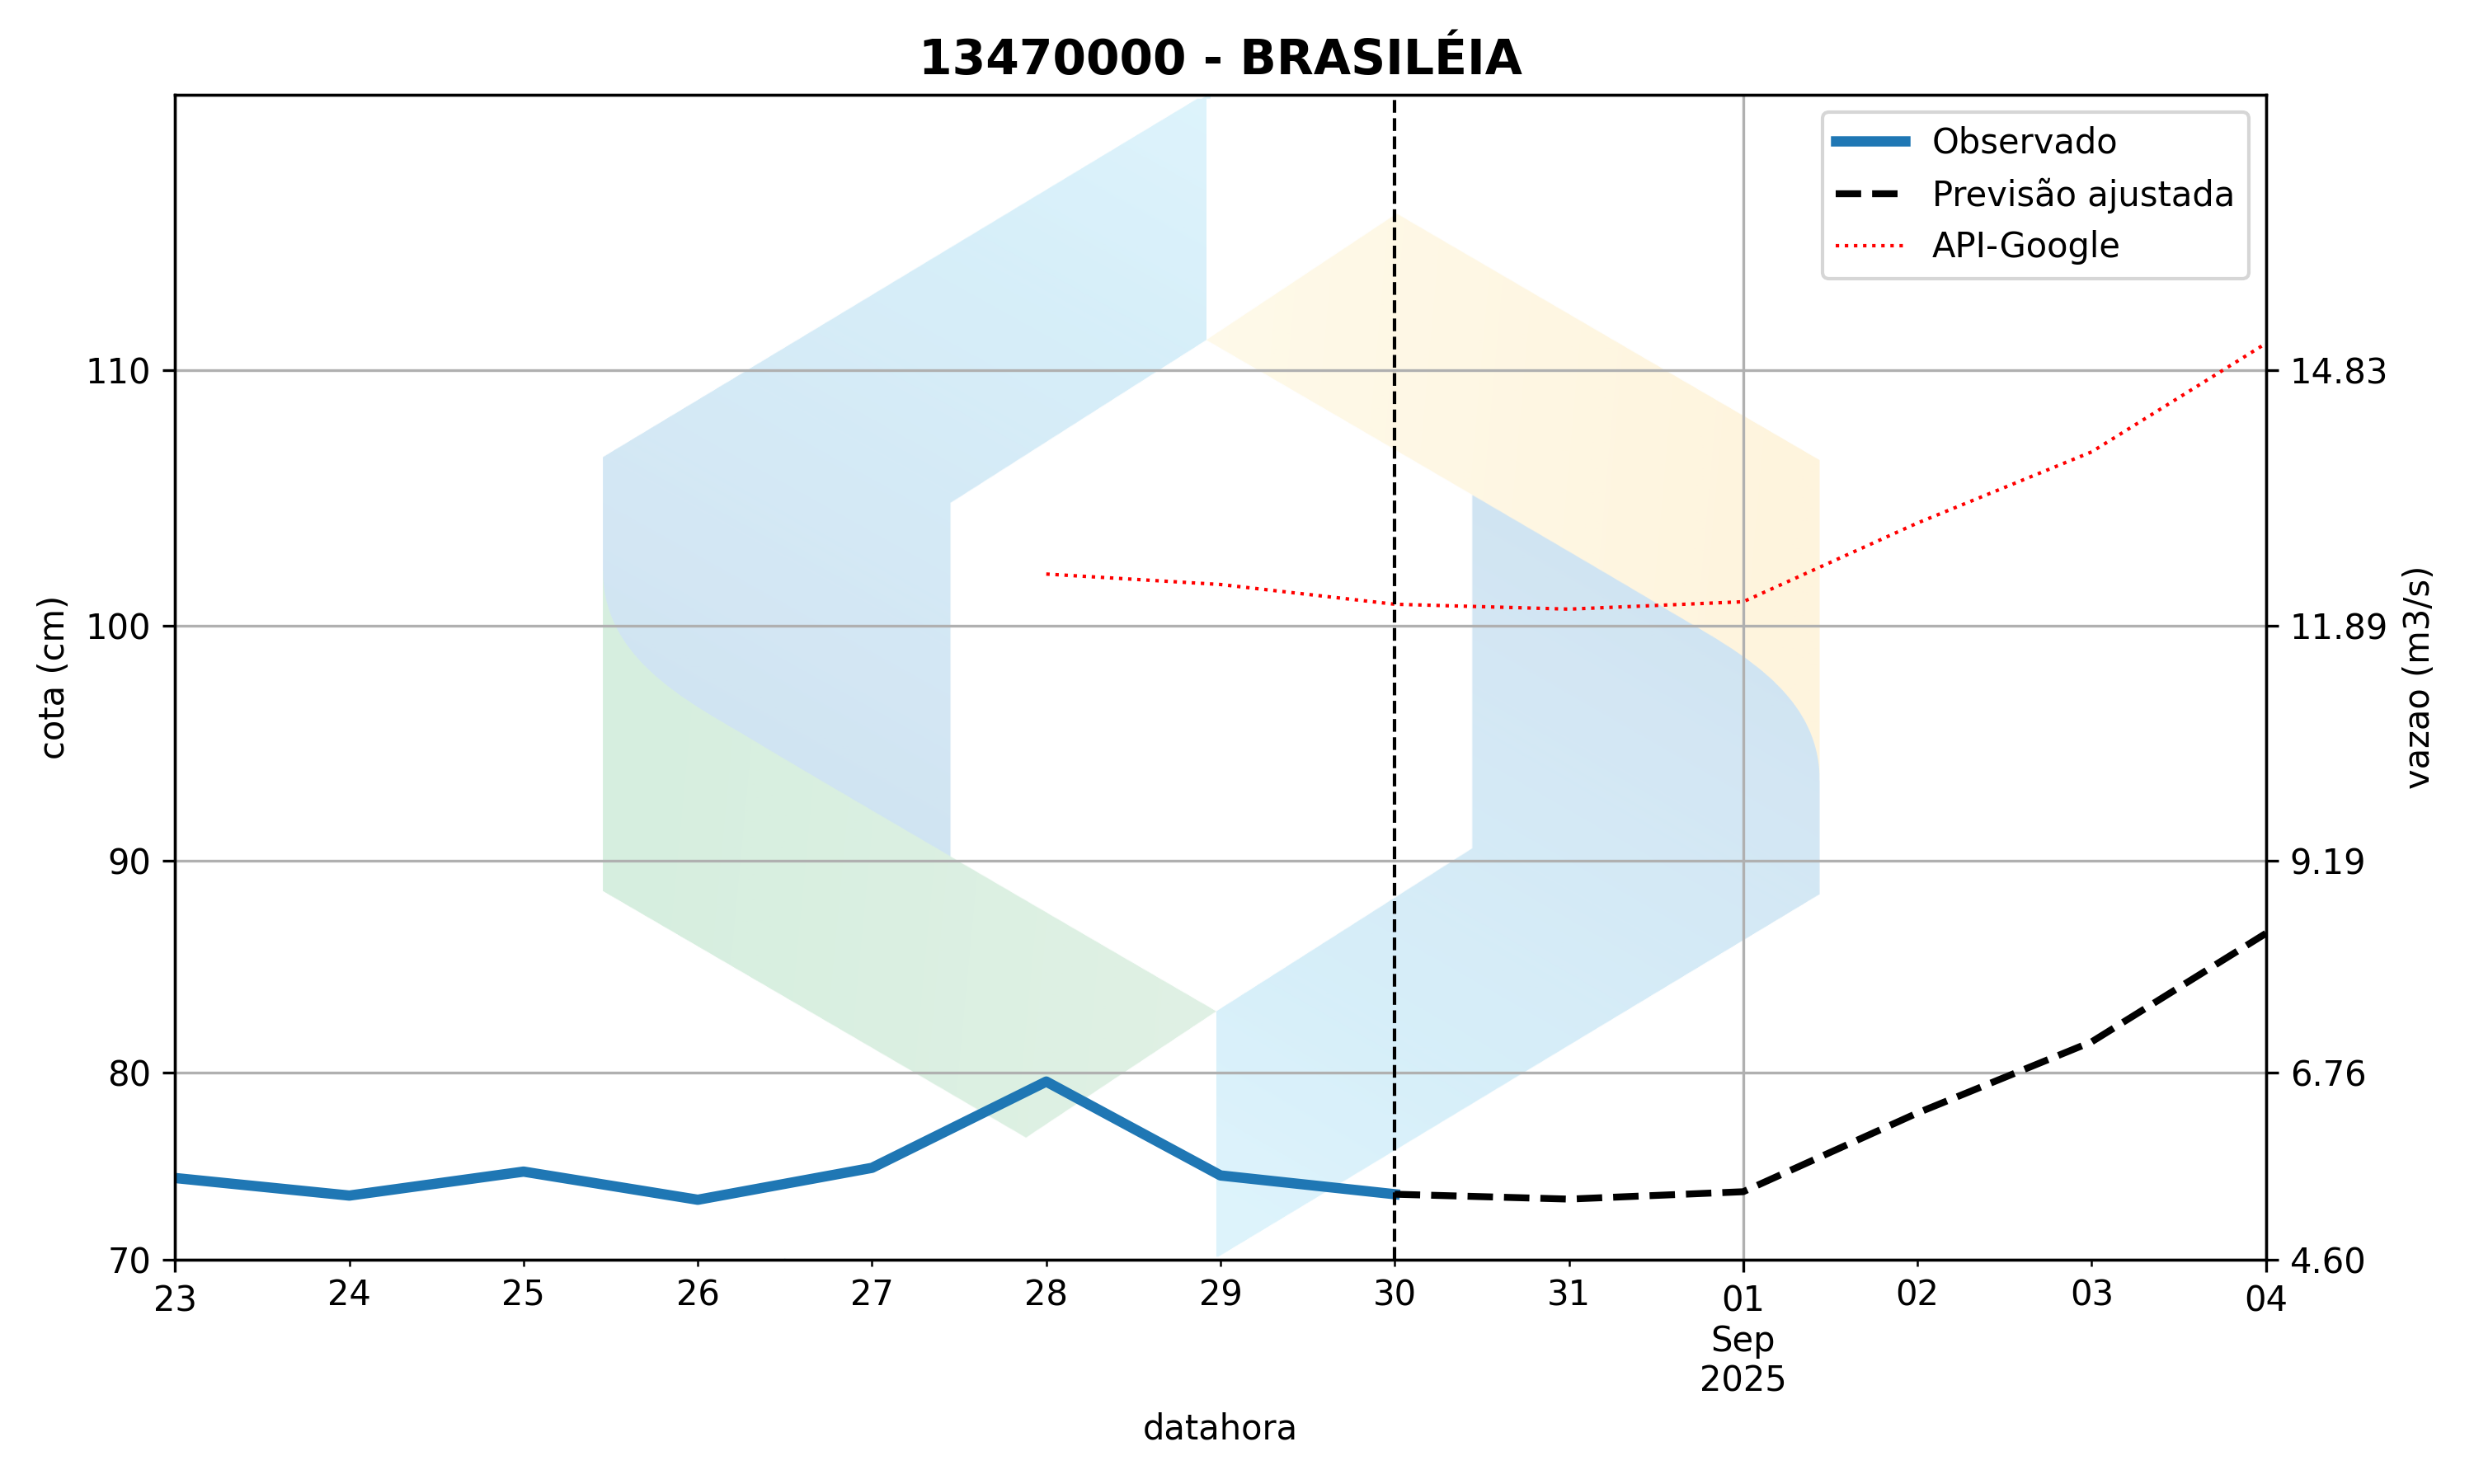 13470000 - BRASILÉIA
Observado
Previsão ajustada
API-Google
110
100
90
80
70
cota (cm)
14.83
11.89
9.19
6.76
4.60
vazao (m3/s)
23 24 25 26 27 28 29 30 31 01 02 03 04
Sep
2025
datahora